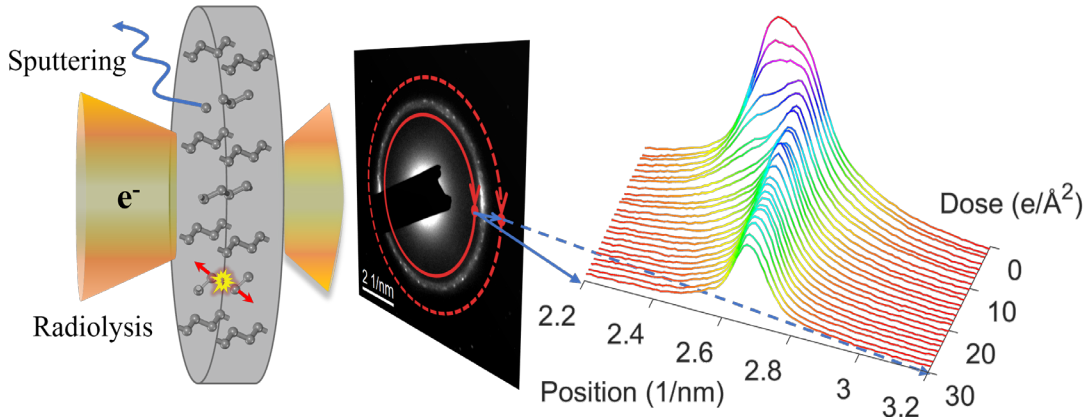 Sputtering
e-
Radiolysis
2 1/nm
Dose (e/Å²)
0
10
20
30
2.2
2.4
2.6
2.8
3
3.2
Position (1/nm)